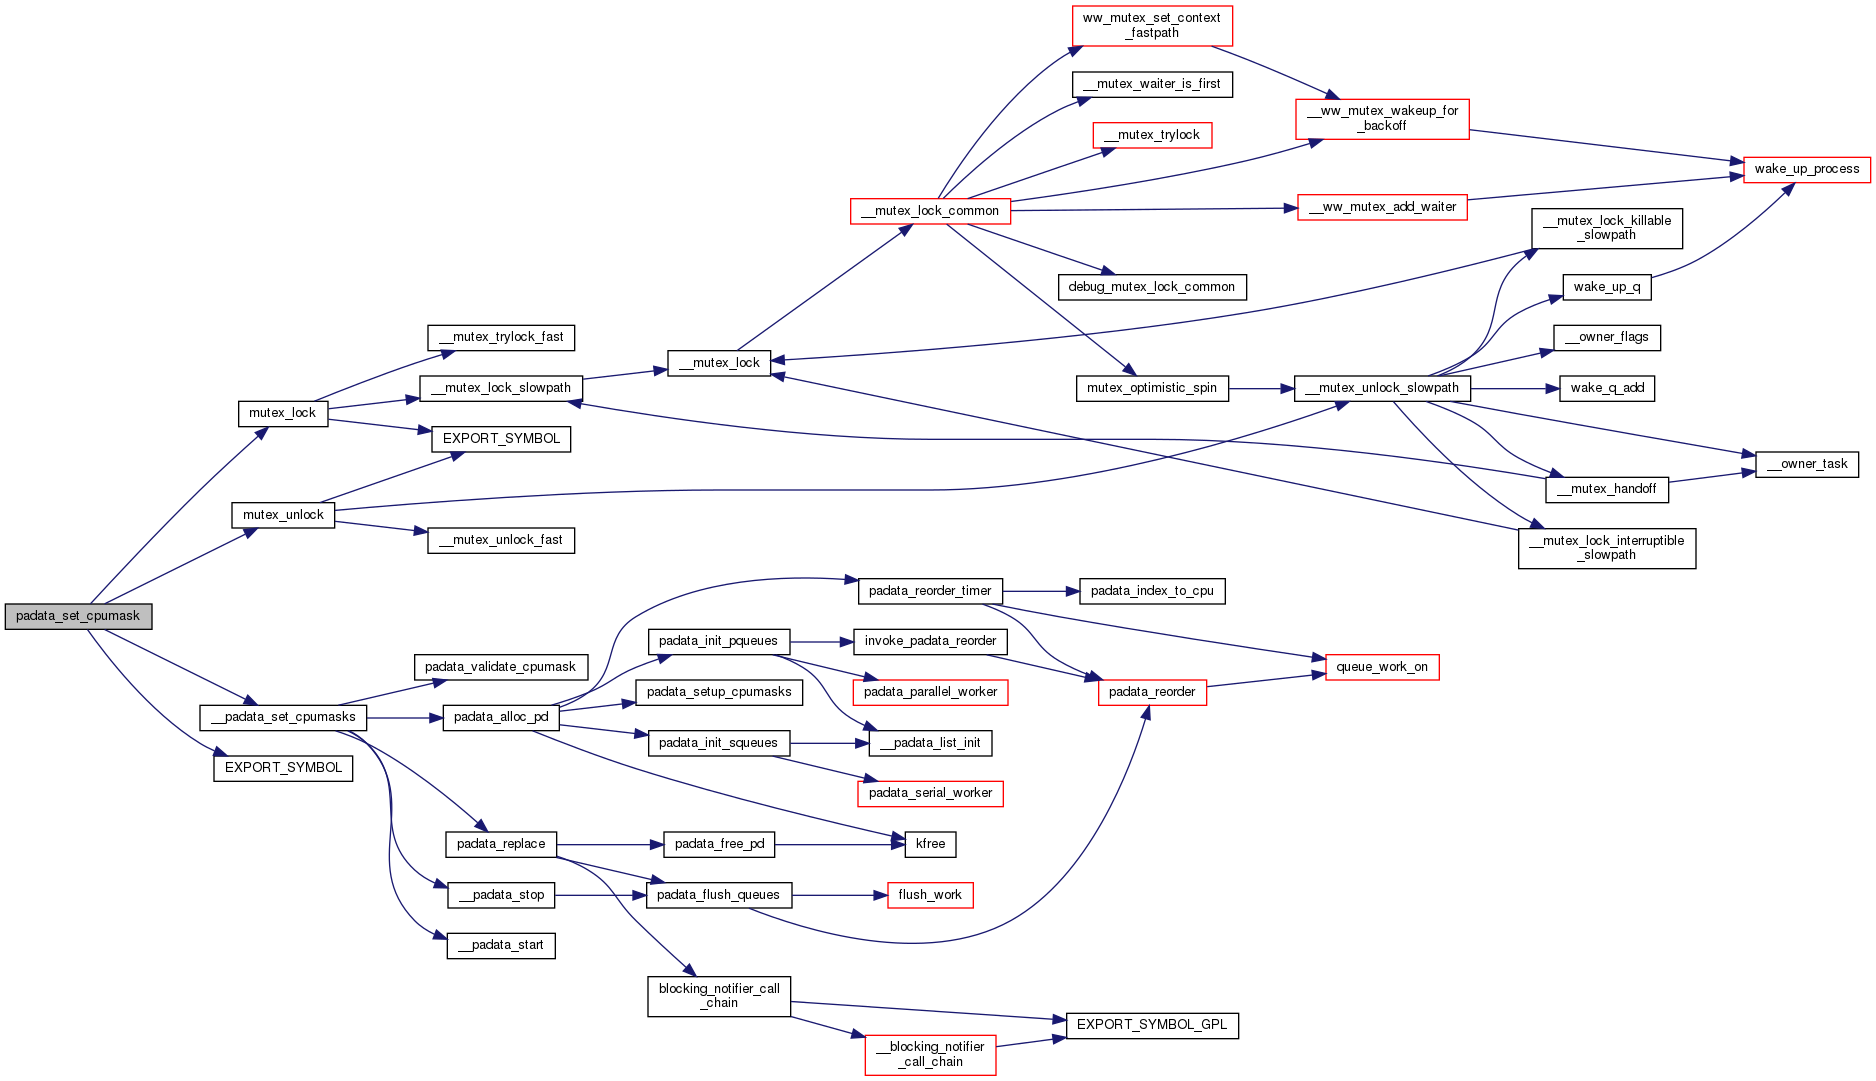 ww_mutex_set_context
_fastpath
__mutex_waiter_is_first
__ww_mutex_wakeup_for
_backoff
__mutex_trylock
wake_up_process
__mutex_lock_common
__ww_mutex_add_waiter
__mutex_lock_killable
_slowpath
debug_mutex_lock_common
wake_up_q
__mutex_trylock_fast
__owner_flags
__mutex_lock
__mutex_lock_slowpath
mutex_optimistic_spin
__mutex_unlock_slowpath
wake_q_add
mutex_lock
EXPORT_SYMBOL
__owner_task
__mutex_handoff
mutex_unlock
__mutex_unlock_fast
__mutex_lock_interruptible
_slowpath
padata_reorder_timer
padata_index_to_cpu
padata_set_cpumask
padata_init_pqueues
invoke_padata_reorder
padata_validate_cpumask
queue_work_on
padata_setup_cpumasks
padata_parallel_worker
padata_reorder
__padata_set_cpumasks
padata_alloc_pd
padata_init_squeues
__padata_list_init
EXPORT_SYMBOL
padata_serial_worker
padata_replace
padata_free_pd
kfree
__padata_stop
padata_flush_queues
flush_work
__padata_start
blocking_notifier_call
_chain
EXPORT_SYMBOL_GPL
__blocking_notifier
_call_chain